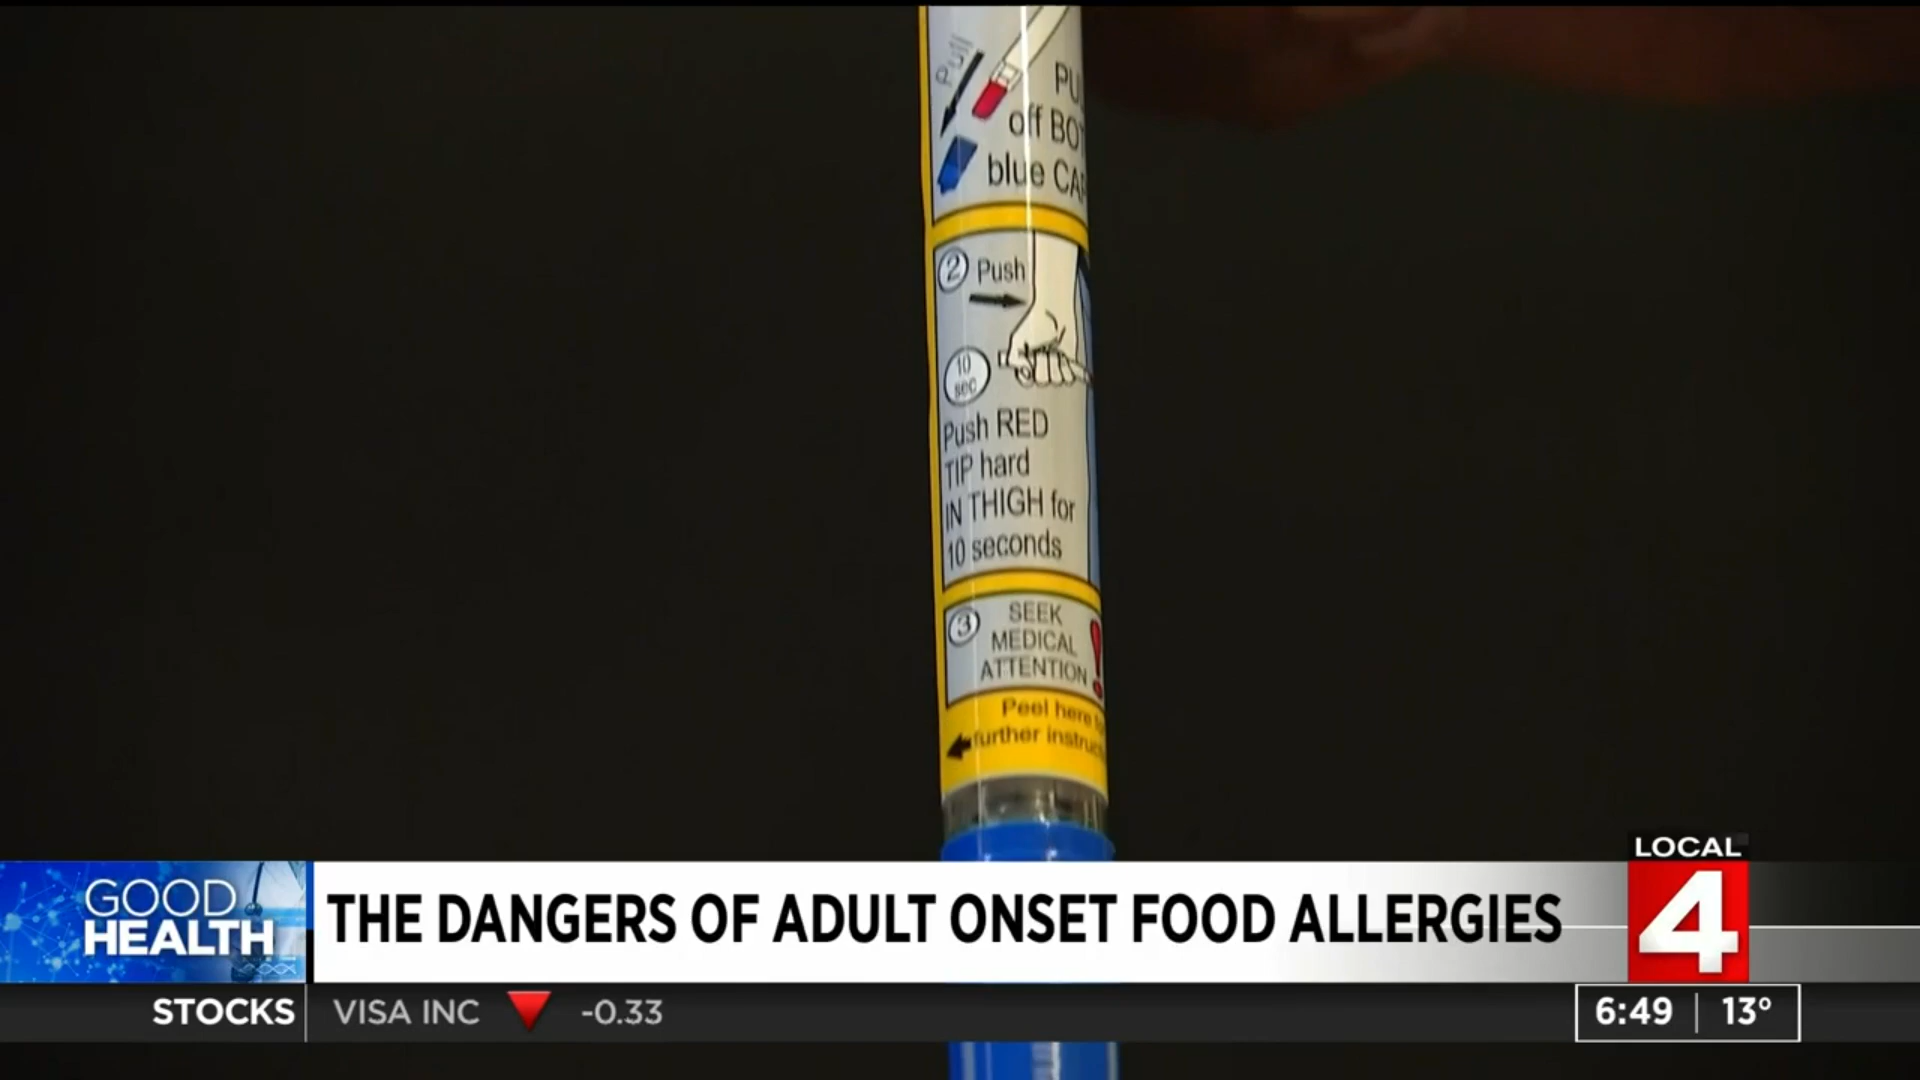 Pull
off
blue
2 Push
10
sec
Push RED
TIP hard
IN THIGH for
10 seconds
3 SEEK
MEDICAL
ATTENTION !
Peel here
further
LOCAL
4
GOOD
HEALTH
THE DANGERS OF ADULT ONSET FOOD ALLERGIES
STOCKS VISA INC -0.33
6:49 13°